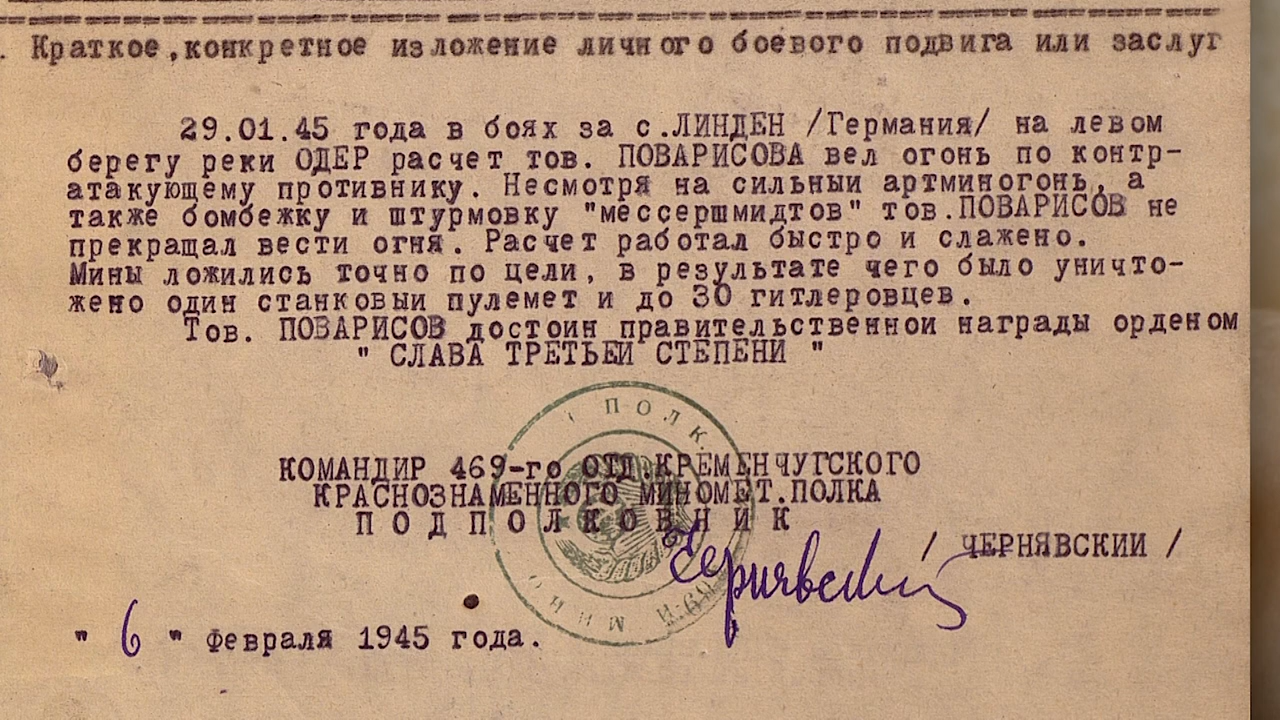 . Краткое,конкретное изложение личного боевого подвига или заслуг
29.01.45 года в боях за с.ЛИНДЕН /Германия/ на левом
берегу реки ОДЕР расчет тов. ПОВАРИСОВА вел огонь по контр-
атакующему противнику. Несмотря на сильныи артминогонь, а
также бомбежку и штурмовку "мессершмидтов" тов.ПОВАРИСОВ не
прекращал вести огня. Расчет работал быстро и слажено.
Мины ложились точно по цели, в результате чего было уничто-
жено один станковыи пулемет и до 30 гитлеровцев.
Тов. ПОВАРИСОВ достоин правительственнои награды орденом
" СЛАВА ТРЕТЬЕИ СТЕПЕНИ "
ПОЛК
КОМАНДИР 469-го ОТД.КРЕМЕНЧУГСКОГО
КРАСНОЗНАМЕННОГО МИНОМЕТ.ПОЛКА
ПОДПОЛКОВНИК
/ ЧЕРНЯВСКИИ /
" 6 " Февраля 1945 года.